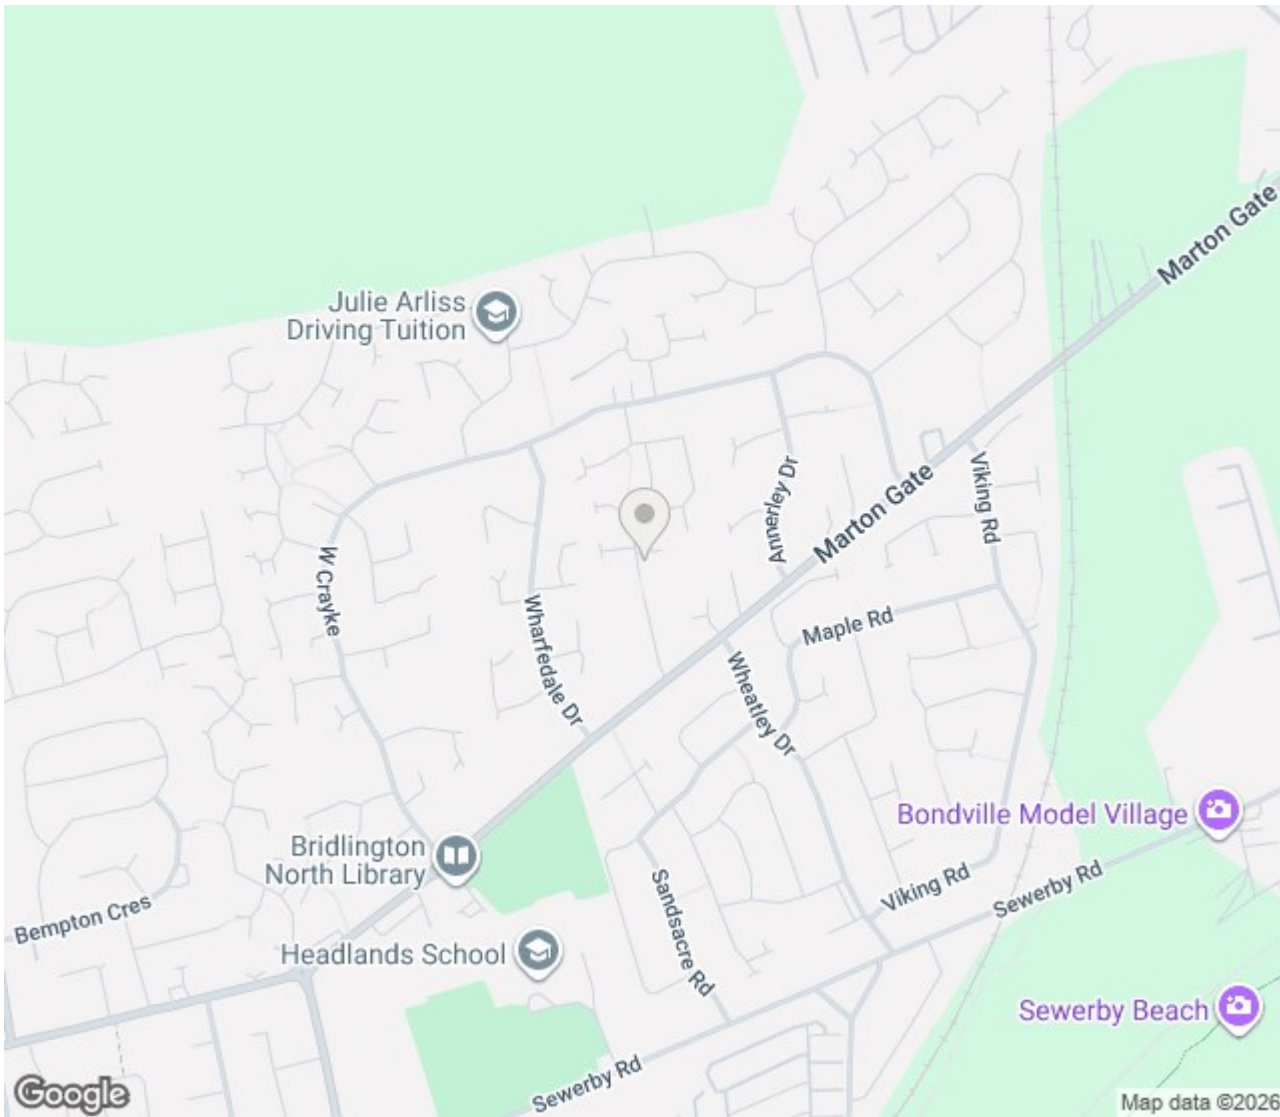 Marton Gate
Julie Arliss
Driving Tuition
Annerley Dr
Marton Gate
Viking Rd
W Crayke
Wharfedale Dr
Maple Rd
Wheatley Dr
Bondville Model Village
Bridlington
North Library
Viking Rd
Sewerby Rd
Bempton Cres
Sandsacre Rd
Headlands School
Sewerby Beach
Sewerby Rd
Google
Map data ©2026